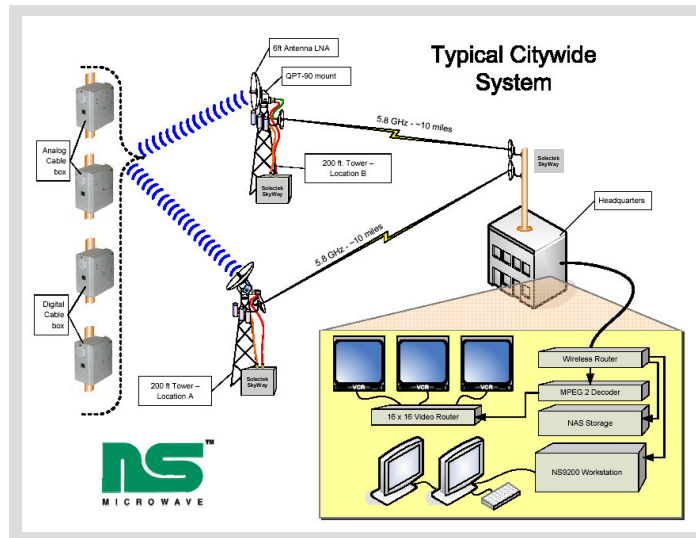 Typical Citywide
System
6ft Antenna LNA
QPT-90 mount
5.8 GHz - ~10 miles
Analog
Cable
box
200 ft. Tower –
Location B
Solectek
SkyWay
Solectek
SkyWay
Headquarters
5.8 GHz - ~10 miles
Digital
Cable
box
200 ft Tower –
Location A
Solectek
SkyWay
Wireless Router
MPEG 2 Decoder
NAS Storage
NS9200 Workstation
VCR
VCR
VCR
16 x 16 Video Router
ns™
MICROWAVE